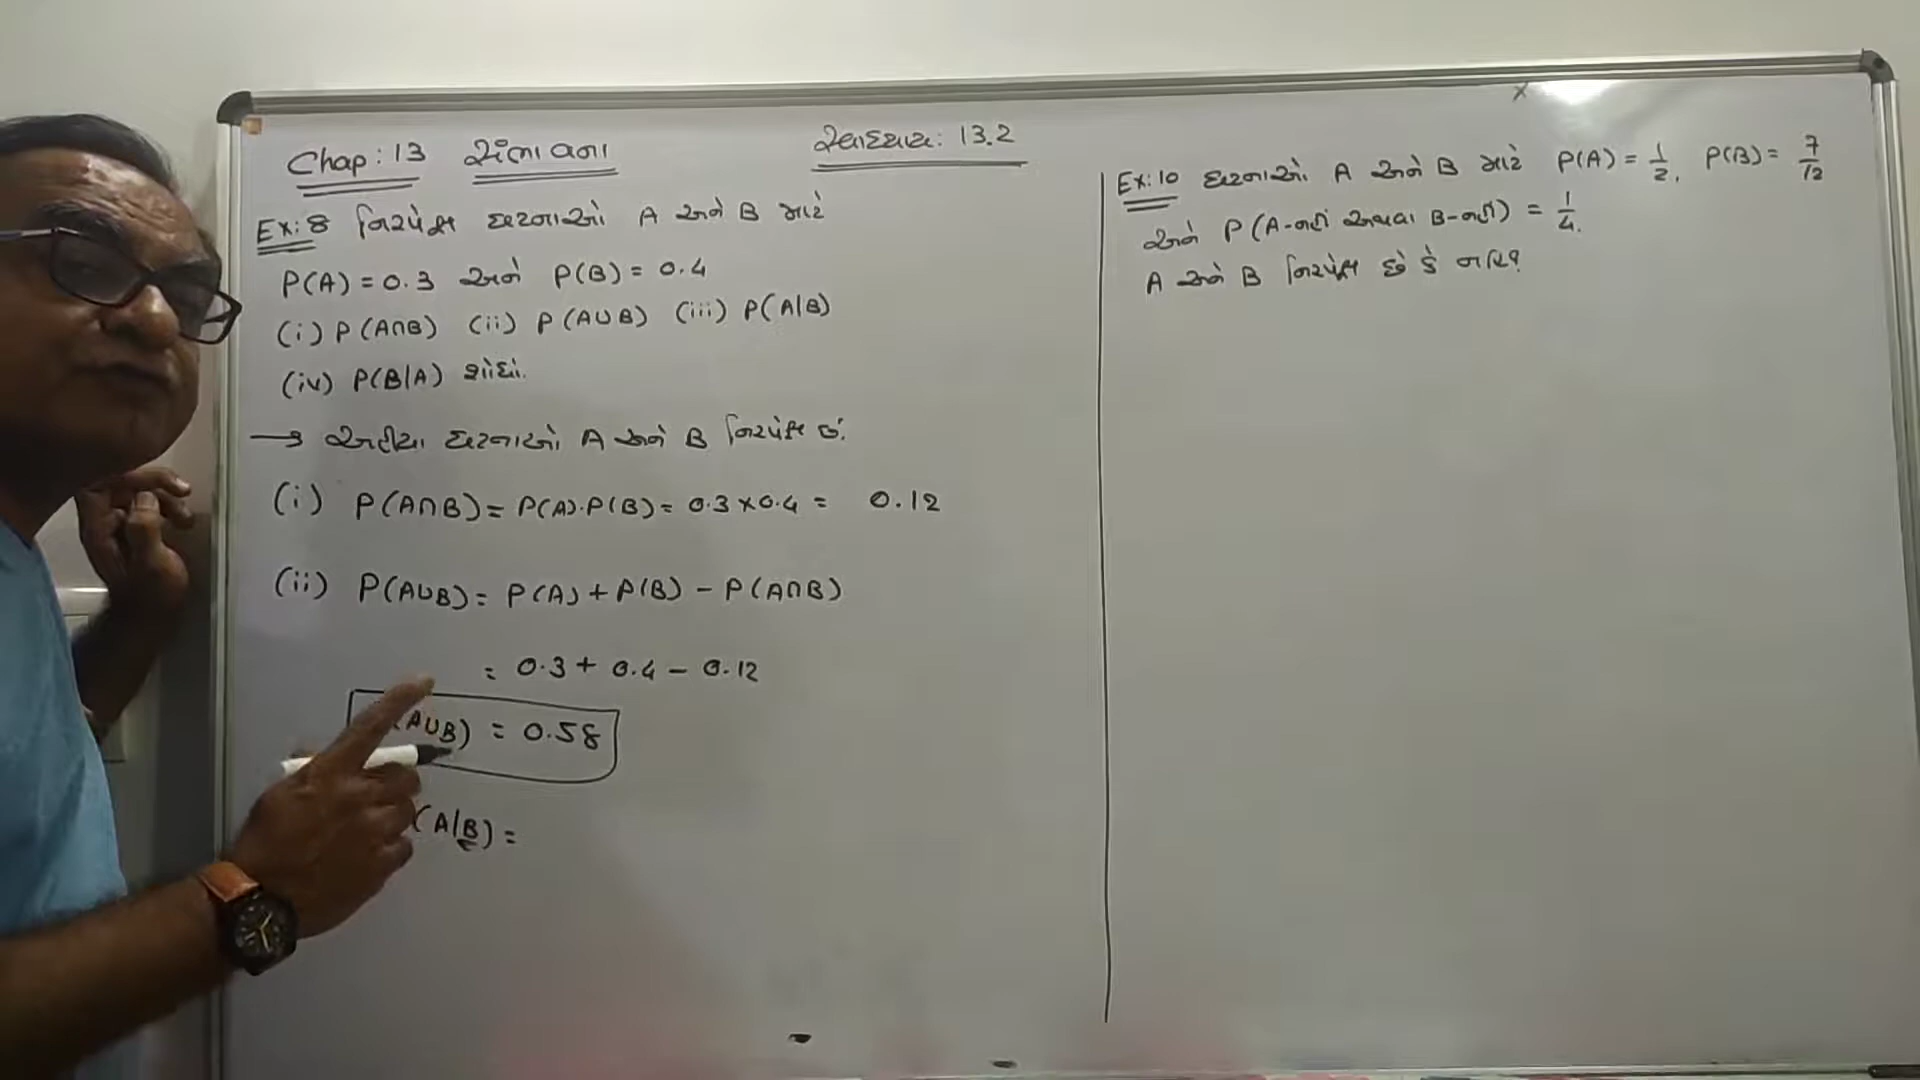 Chap: 13 સંભાવના
સ્વાધ્યાય: 13.2
Ex: 8 નિરપેક્ષ ઘટનાઓ A અને B માટે
P(A) = 0.3 અને P(B) = 0.4
(i) P(A∩B) (ii) P(A∪B) (iii) P(A|B)
(iv) P(B|A) શોધો.
→ અહીંયા ઘટનાઓ A અને B નિરપેક્ષ છે.
(i) P(A∩B) = P(A).P(B) = 0.3 × 0.4 = 0.12
(ii) P(A∪B) = P(A) + P(B) - P(A∩B)
= 0.3 + 0.4 - 0.12
(A∪B) = 0.58
(A|B) =
Ex: 10 ઘટનાઓ A અને B માટે P(A) = 1/2, P(B) = 7/12
અને P(A-નહીં અથવા B-નહીં) = 1/4.
A અને B નિરપેક્ષ છે કે નહિ?